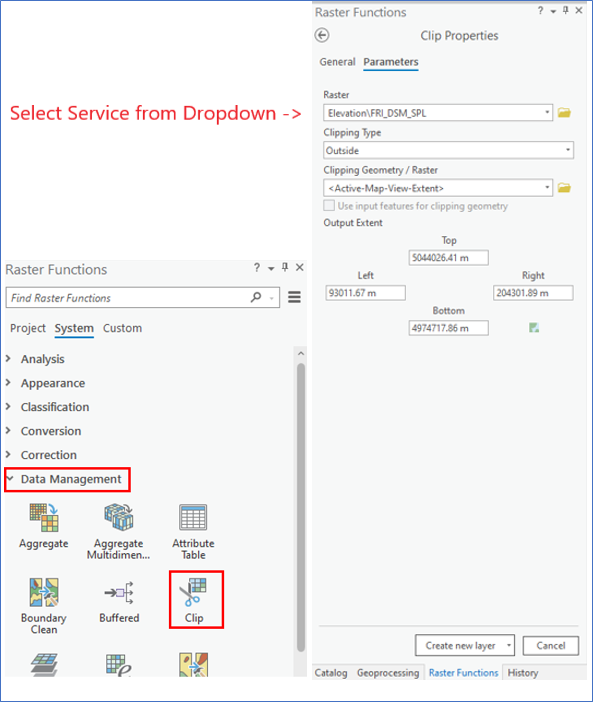 Raster Functions
Clip Properties
General Parameters
Raster
Elevation\FRI_DSM_SPL
Clipping Type
Outside
Clipping Geometry / Raster
<Active-Map-View-Extent>
Use input features for clipping geometry
Output Extent
Top
5044026.41 m
Left Right
93011.67 m 204301.89 m
Bottom
4974717.86 m
Create new layer Cancel
Catalog Geoprocessing Raster Functions History
Select Service from Dropdown ->
Raster Functions
Find Raster Functions
Project System Custom
Analysis
Appearance
Classification
Conversion
Correction
Data Management
Aggregate Aggregate Multidimen... Attribute Table
Boundary Clean Buffered Clip